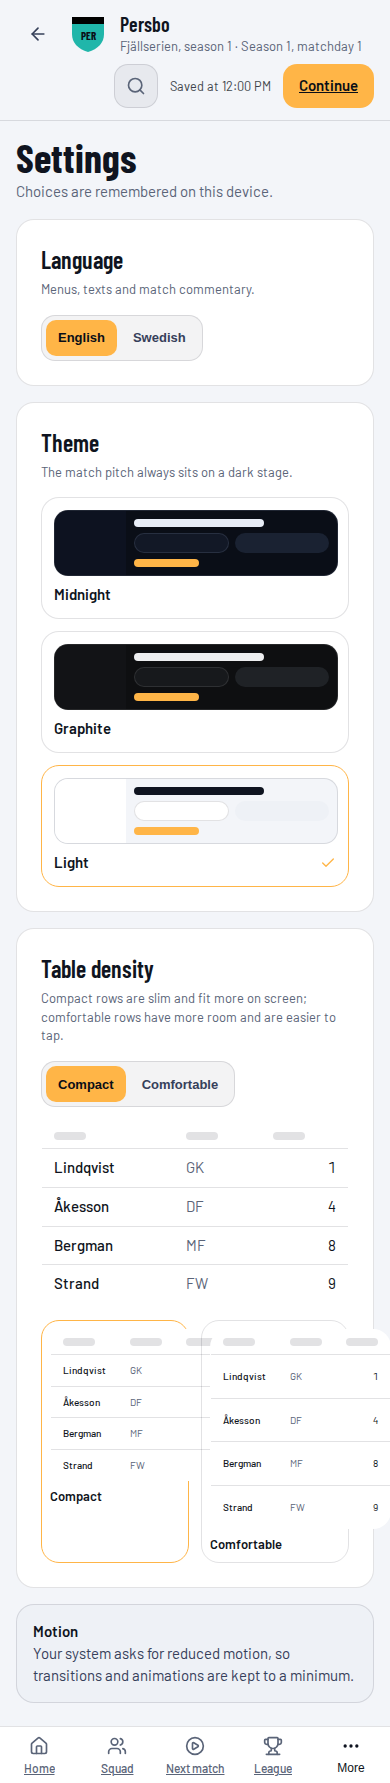 PER
Persbo
Fjällserien, season 1 · Season 1, matchday 1
Saved at 12:00 PM
Continue
Settings
Choices are remembered on this device.
Language
Menus, texts and match commentary.
English
Swedish
Theme
The match pitch always sits on a dark stage.
Midnight
Graphite
Light
Table density
Compact rows are slim and fit more on screen;
comfortable rows have more room and are easier to
tap.
Compact
Comfortable
Lindqvist GK 1
Åkesson DF 4
Bergman MF 8
Strand FW 9
Lindqvist GK
Åkesson DF
Bergman MF
Strand FW
Compact
Lindqvist GK 1
Åkesson DF 4
Bergman MF 8
Strand FW 9
Comfortable
Motion
Your system asks for reduced motion, so
transitions and animations are kept to a minimum.
Home
Squad
Next match
League
More